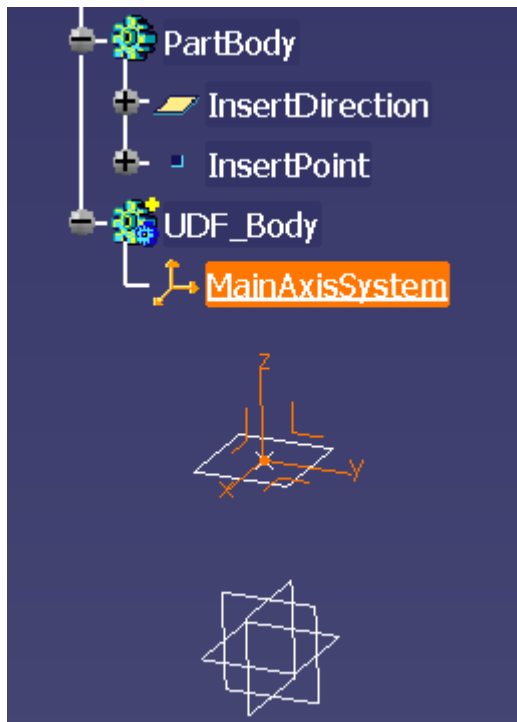 PartBody
InsertDirection
InsertPoint
UDF_Body
MainAxisSystem
z
y
x